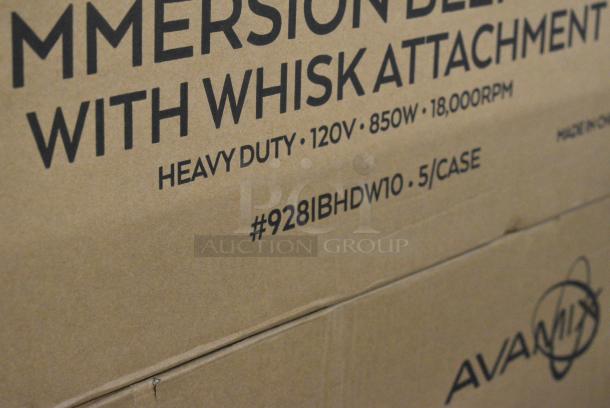 MMERSION BLE
WITH WHISK ATTACHMENT
HEAVY DUTY · 120V · 850W · 18,000RPM
MADE IN CH
#928IBHDW10 · 5/CASE
PCI
AUCTION GROUP
AVAMIX